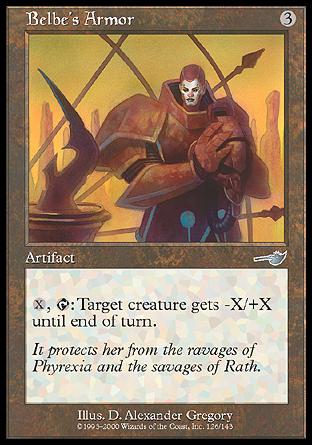 Belbe's Armor 3
Artifact
X, : Target creature gets -X/+X
until end of turn.
It protects her from the ravages of
Phyrexia and the savages of Rath.
Illus. D. Alexander Gregory
©1993-2000 Wizards of the Coast, Inc. 126/143